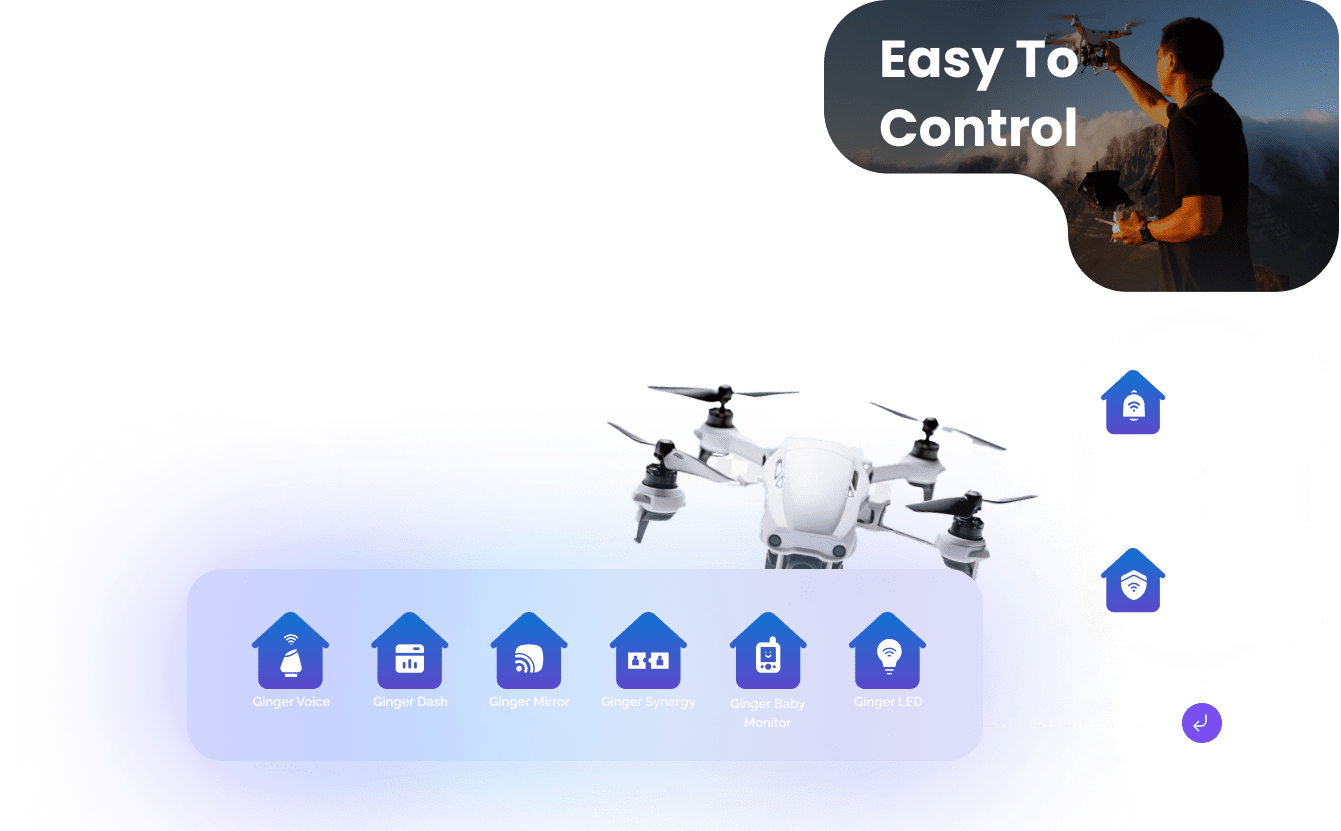 Easy To
Control
Ginger Voice
Ginger Dash
Ginger Mirror
Ginger Synergy
Ginger Baby
Monitor
Ginger LED